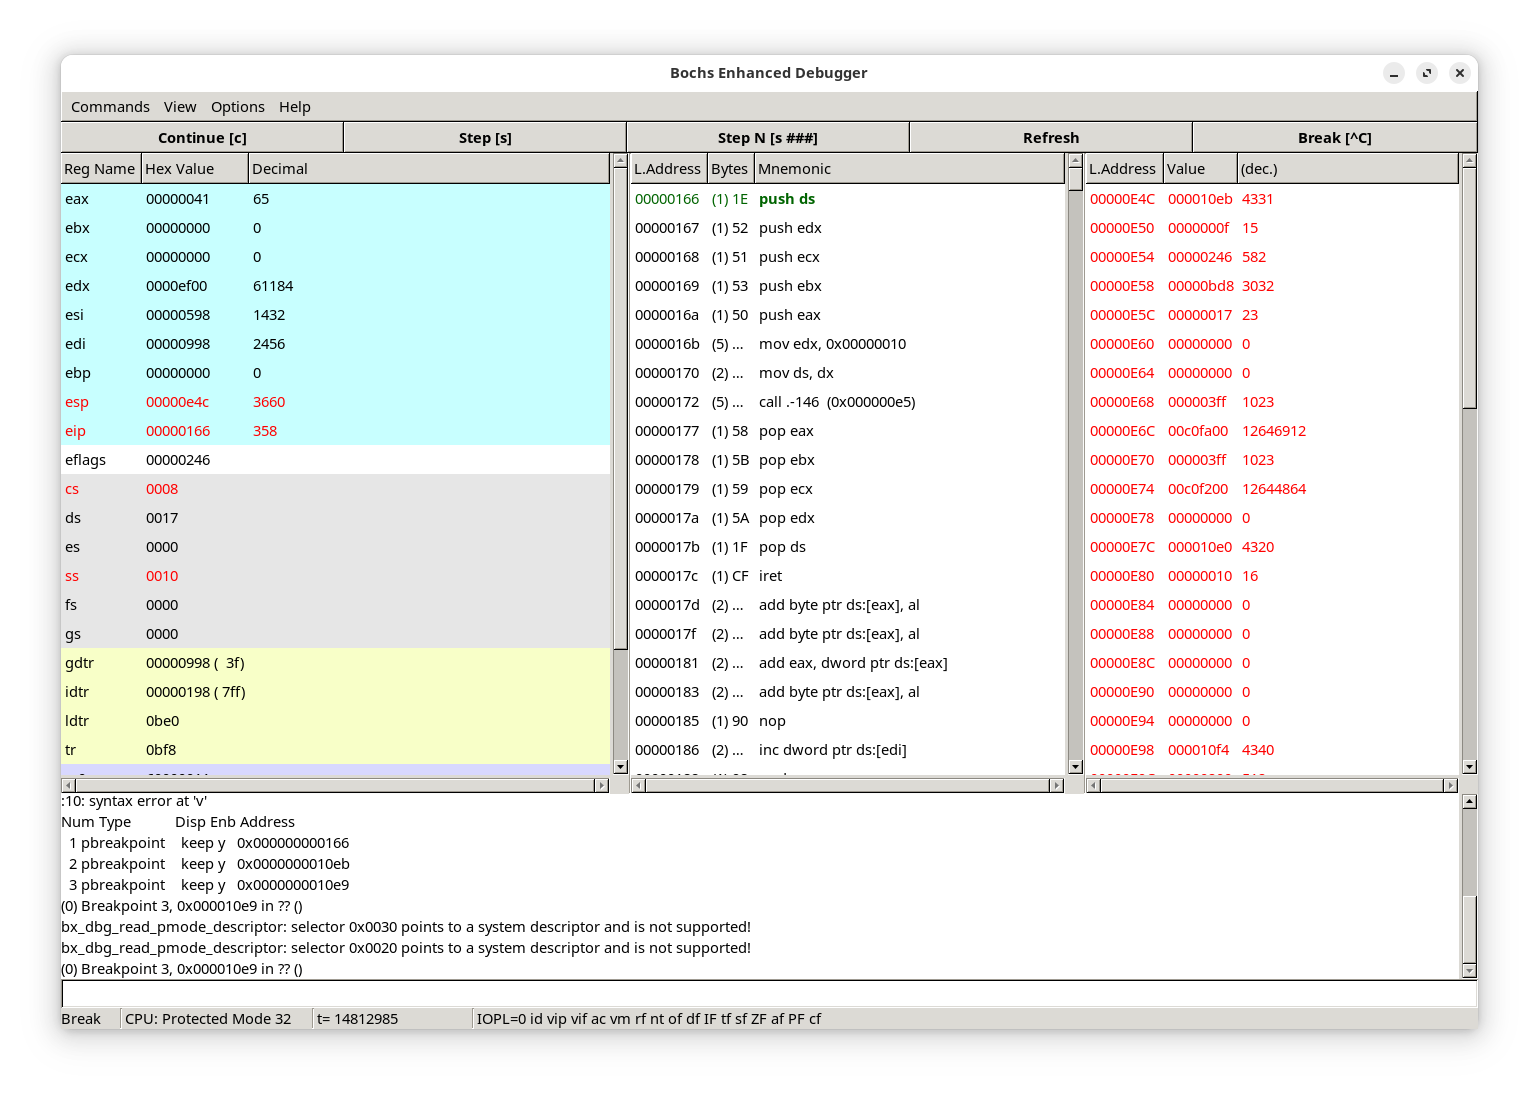 Bochs Enhanced Debugger
Commands View Options Help
Continue [c] Step [s] Step N [s ###] Refresh Break [^C]
Reg Name Hex Value Decimal
eax 00000041 65
ebx 00000000 0
ecx 00000000 0
edx 0000ef00 61184
esi 00000598 1432
edi 00000998 2456
ebp 00000000 0
esp 00000e4c 3660
eip 00000166 358
eflags 00000246
cs 0008
ds 0017
es 0000
ss 0010
fs 0000
gs 0000
gdtr 00000998 ( 3f)
idtr 00000198 ( 7ff)
ldtr 0be0
tr 0bf8
L.Address Bytes Mnemonic
00000166 (1) 1E push ds
00000167 (1) 52 push edx
00000168 (1) 51 push ecx
00000169 (1) 53 push ebx
0000016a (1) 50 push eax
0000016b (5) ... mov edx, 0x00000010
00000170 (2) ... mov ds, dx
00000172 (5) ... call .-146 (0x000000e5)
00000177 (1) 58 pop eax
00000178 (1) 5B pop ebx
00000179 (1) 59 pop ecx
0000017a (1) 5A pop edx
0000017b (1) 1F pop ds
0000017c (1) CF iret
0000017d (2) ... add byte ptr ds:[eax], al
0000017f (2) ... add byte ptr ds:[eax], al
00000181 (2) ... add eax, dword ptr ds:[eax]
00000183 (2) ... add byte ptr ds:[eax], al
00000185 (1) 90 nop
00000186 (2) ... inc dword ptr ds:[edi]
L.Address Value (dec.)
00000E4C 000010eb 4331
00000E50 0000000f 15
00000E54 00000246 582
00000E58 00000bd8 3032
00000E5C 00000017 23
00000E60 00000000 0
00000E64 00000000 0
00000E68 000003ff 1023
00000E6C 00c0fa00 12646912
00000E70 000003ff 1023
00000E74 00c0f200 12644864
00000E78 00000000 0
00000E7C 000010e0 4320
00000E80 00000010 16
00000E84 00000000 0
00000E88 00000000 0
00000E8C 00000000 0
00000E90 00000000 0
00000E94 00000000 0
00000E98 000010f4 4340
:10: syntax error at 'v'
Num Type Disp Enb Address
1 pbreakpoint keep y 0x000000000166
2 pbreakpoint keep y 0x0000000010eb
3 pbreakpoint keep y 0x0000000010e9
(0) Breakpoint 3, 0x000010e9 in ?? ()
bx_dbg_read_pmode_descriptor: selector 0x0030 points to a system descriptor and is not supported!
bx_dbg_read_pmode_descriptor: selector 0x0020 points to a system descriptor and is not supported!
(0) Breakpoint 3, 0x000010e9 in ?? ()
Break CPU: Protected Mode 32 t= 14812985 IOPL=0 id vip vif ac vm rf nt of df IF tf sf ZF af PF cf